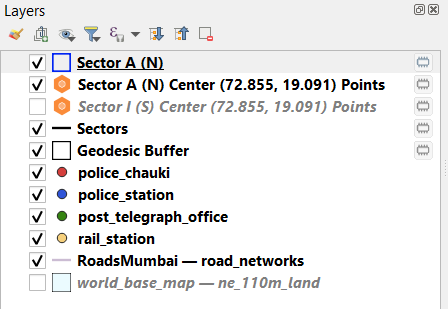 Layers
Sector A (N)
Sector A (N) Center (72.855, 19.091) Points
Sector I (S) Center (72.855, 19.091) Points
Sectors
Geodesic Buffer
police_chauki
police_station
post_telegraph_office
rail_station
RoadsMumbai — road_networks
world_base_map — ne_110m_land